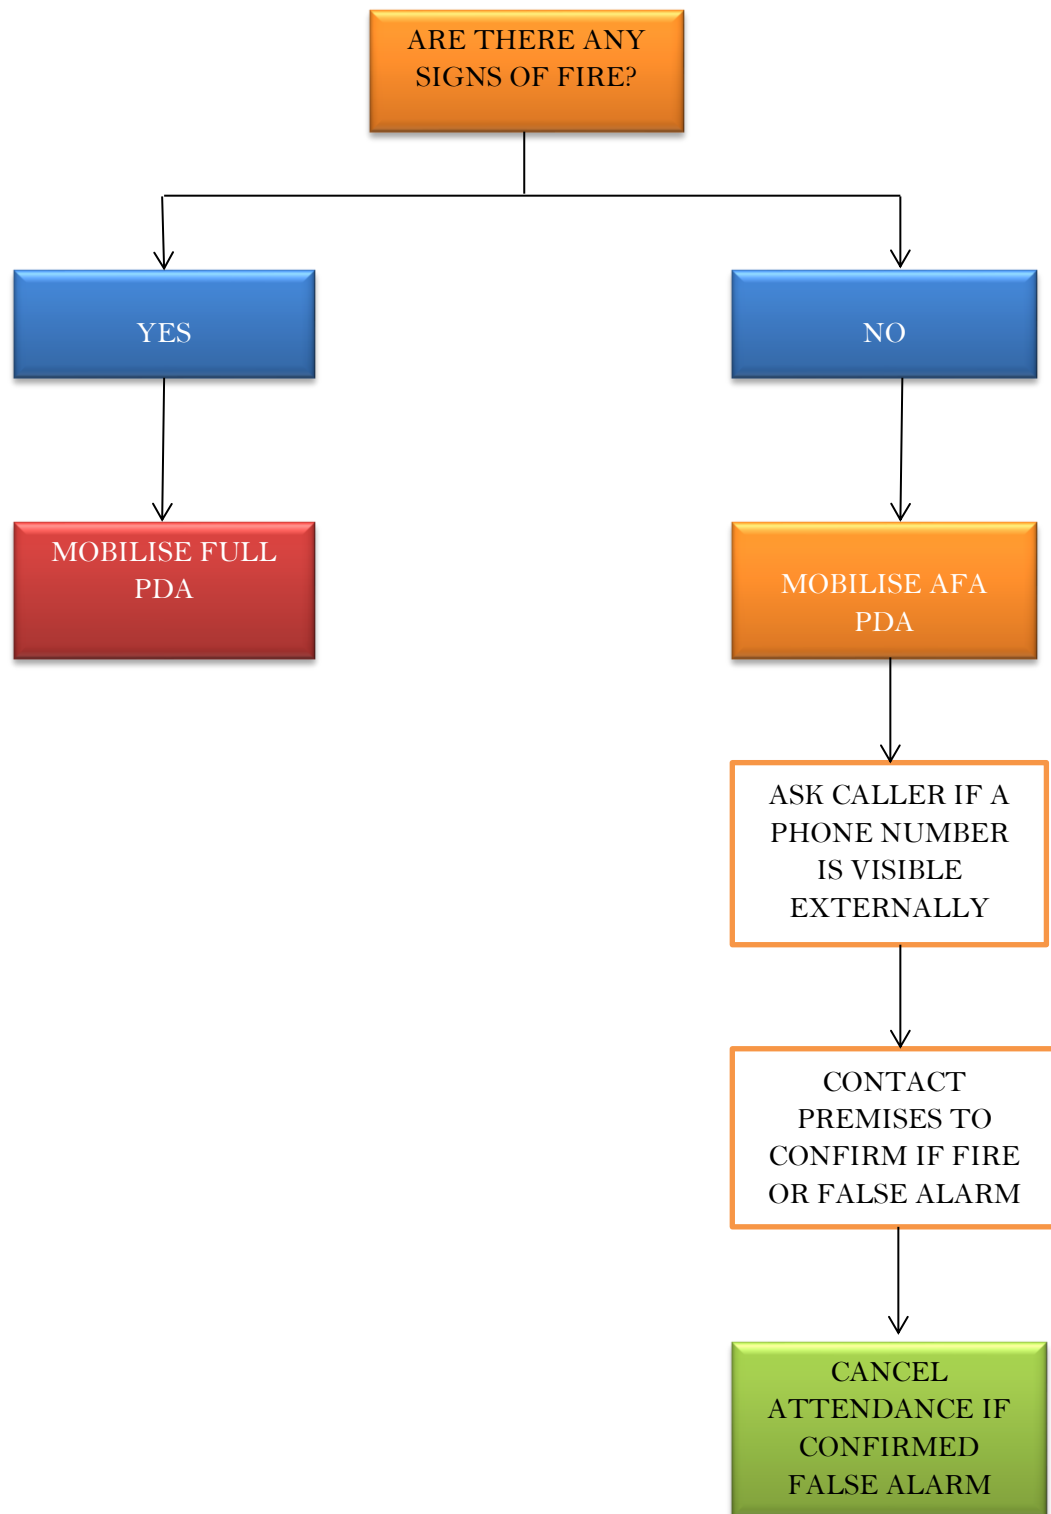 ARE THERE ANY
SIGNS OF FIRE?
YES
NO
MOBILISE FULL
PDA
MOBILISE AFA
PDA
ASK CALLER IF A
PHONE NUMBER
IS VISIBLE
EXTERNALLY
CONTACT
PREMISES TO
CONFIRM IF FIRE
OR FALSE ALARM
CANCEL
ATTENDANCE IF
CONFIRMED
FALSE ALARM